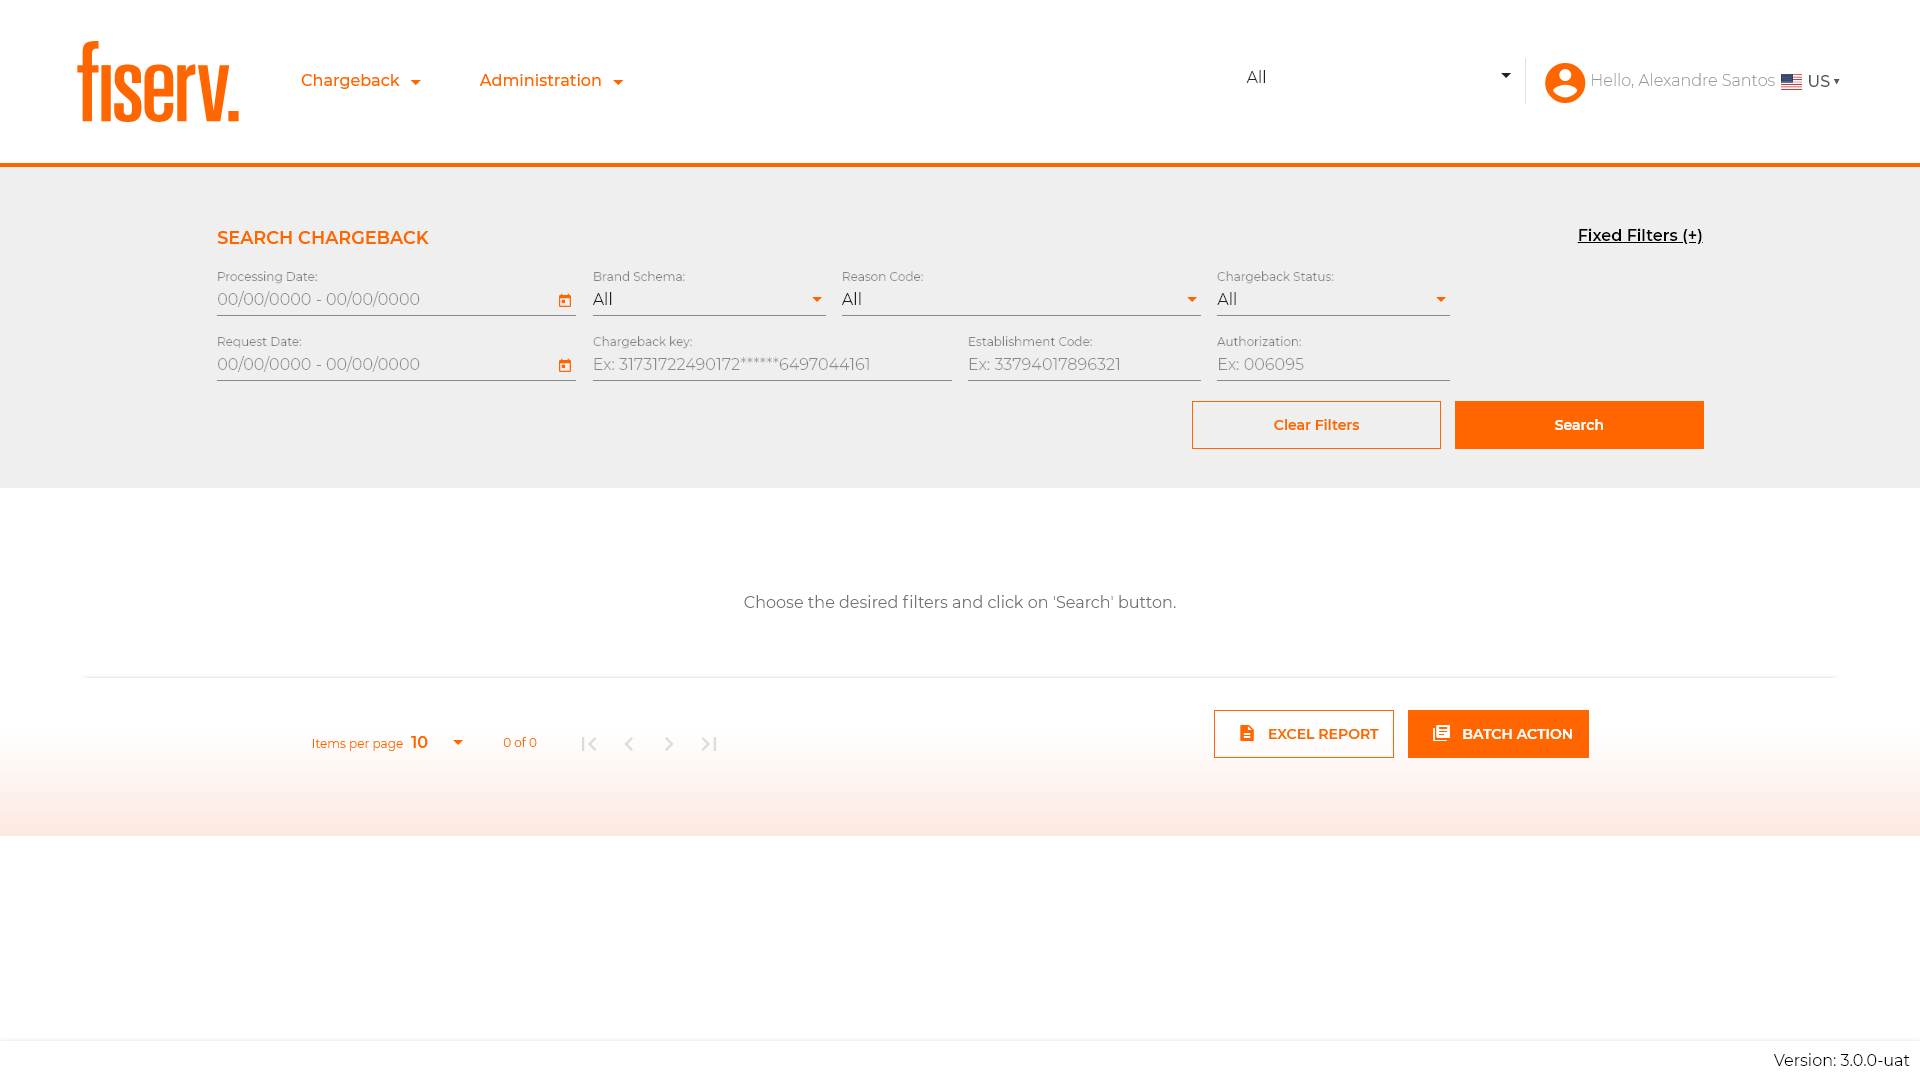 fiserv.
Chargeback
Administration
All
Hello, Alexandre Santos
US
SEARCH CHARGEBACK
Fixed Filters (+)
Processing Date:
Brand Schema:
Reason Code:
Chargeback Status:
00/00/0000 - 00/00/0000
All
All
All
Request Date:
Chargeback key:
Establishment Code:
Authorization:
00/00/0000 - 00/00/0000
Ex: 31731722490172******6497044161
Ex: 33794017896321
Ex: 006095
Clear Filters
Search
Choose the desired filters and click on 'Search' button.
Items per page 10
0 of 0
EXCEL REPORT
BATCH ACTION
Version: 3.0.0-uat